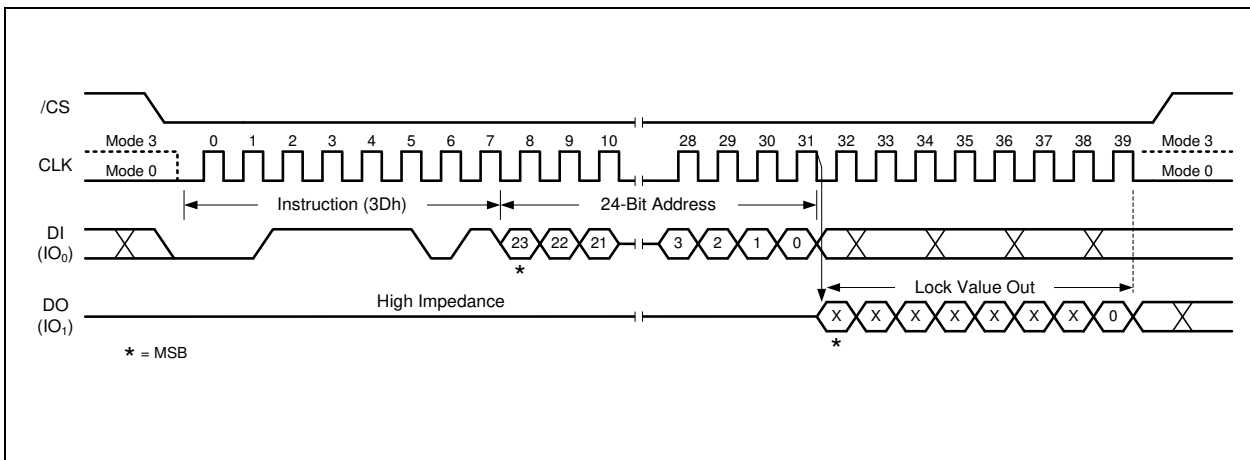 /CS
Mode 3 0 1 2 3 4 5 6 7 8 9 10 28 29 30 31 32 33 34 35 36 37 38 39 Mode 3
CLK
Mode 0 Mode 0
Instruction (3Dh) 24-Bit Address
DI
(IO₀)
23 22 21 3 2 1 0
*
High Impedance Lock Value Out
DO
(IO₁)
X X X X X X X 0
*
* = MSB